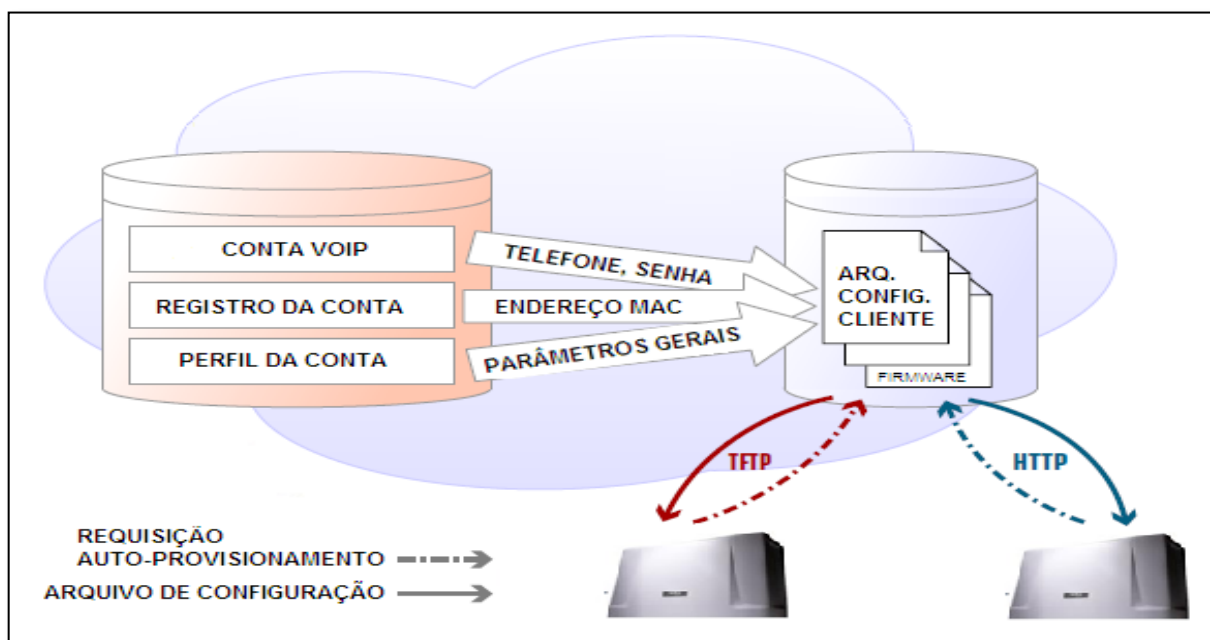 CONTA VOIP
REGISTRO DA CONTA
PERFIL DA CONTA
TELEFONE, SENHA
ENDEREÇO MAC
PARÂMETROS GERAIS
ARQ.
CONFIG.
CLIENTE
FIRMWARE
TFTP
HTTP
REQUISIÇÃO
AUTO-PROVISIONAMENTO
ARQUIVO DE CONFIGURAÇÃO